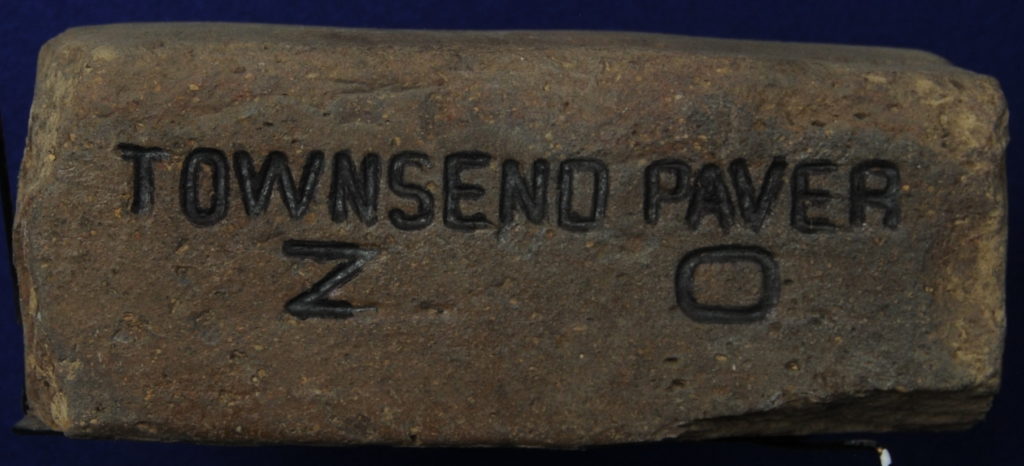 TOWNSEND PAVER
Z O